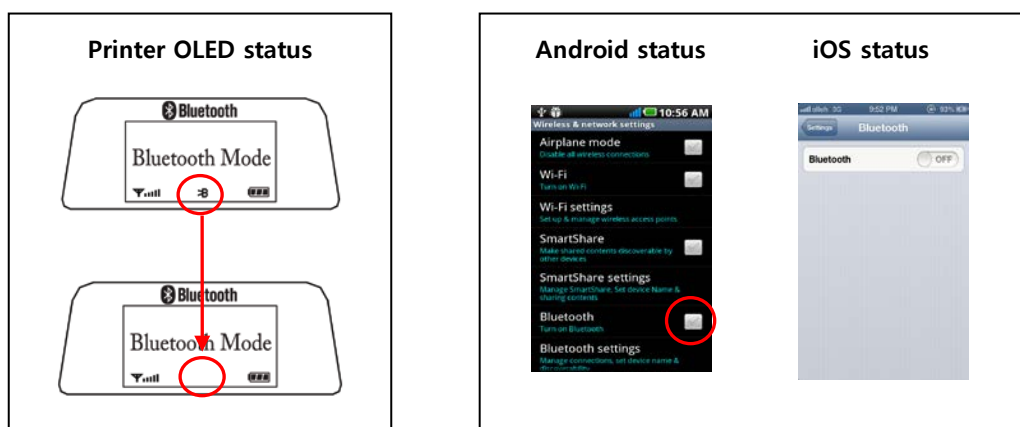 Printer OLED status
Bluetooth
Bluetooth Mode
Bluetooth
Bluetooth Mode
Android status
10:56 AM
Wireless & network settings
Airplane mode
Disable all wireless connections
Wi-Fi
Turn on Wi-Fi
Wi-Fi settings
Set up & manage wireless access points
SmartShare
Make shared contents discoverable by
other devices
SmartShare settings
Manage SmartShare, Set device Name &
sharing contents
Bluetooth
Turn on Bluetooth
Bluetooth settings
Manage connections, set device name &
discoverability
iOS status
olleh 3G 9:52 PM 93%
Settings Bluetooth
Bluetooth OFF